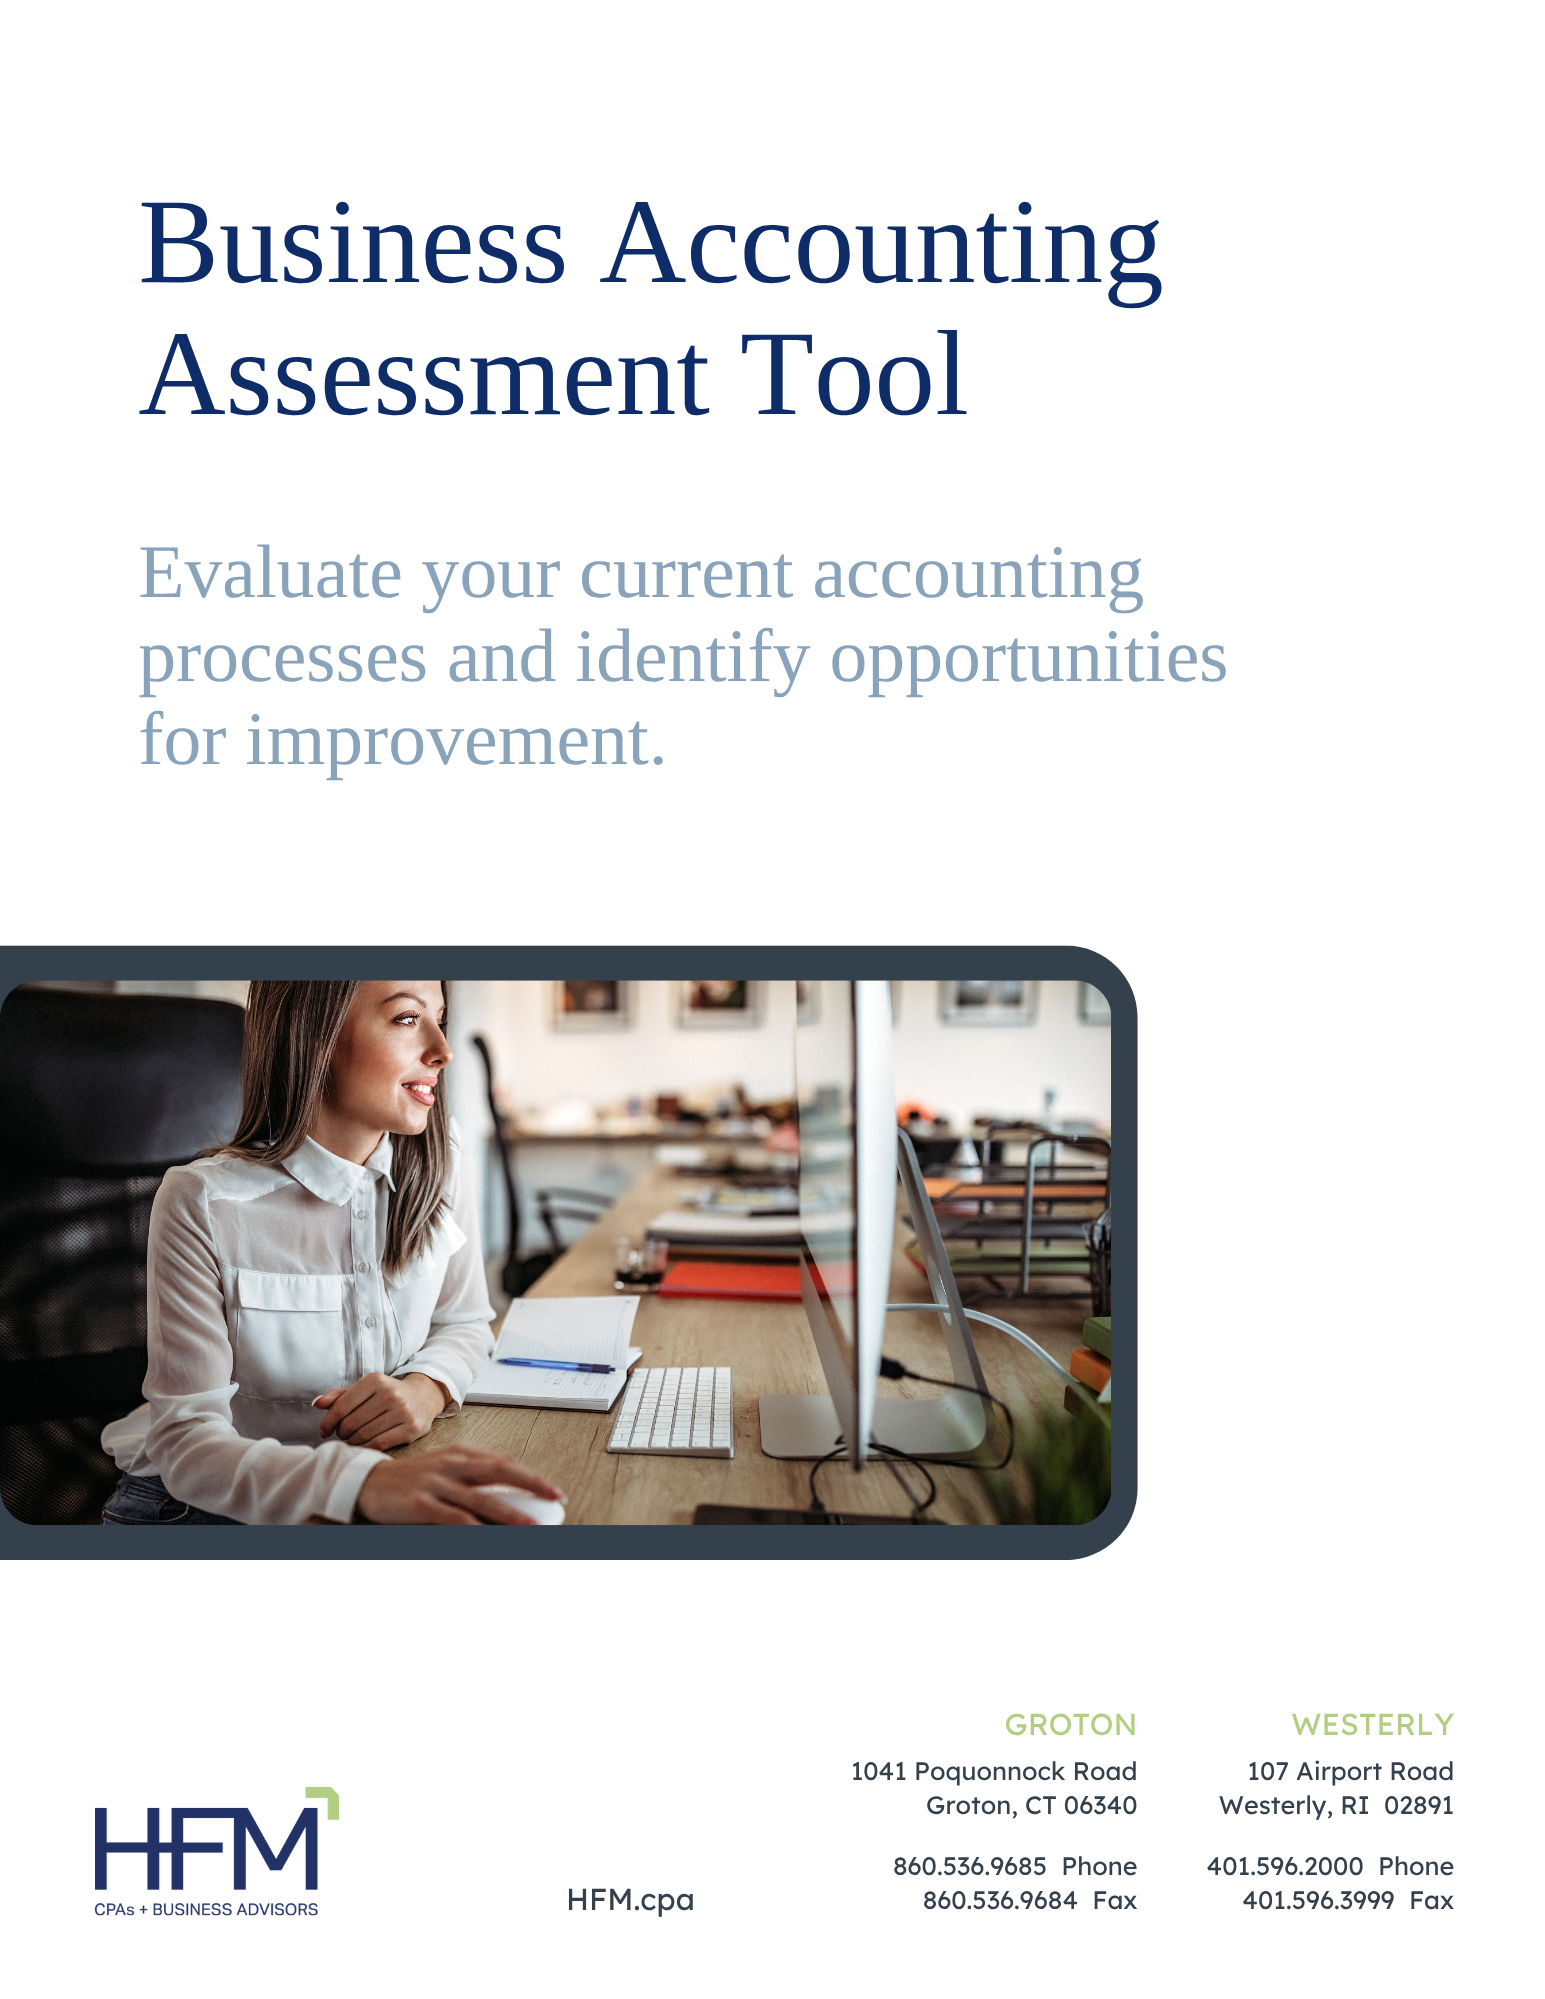 Business Accounting
Assessment Tool
Evaluate your current accounting
processes and identify opportunities
for improvement.
HFM
CPAs + BUSINESS ADVISORS
HFM.cpa
GROTON
1041 Poquonnock Road
Groton, CT 06340
860.536.9685 Phone
860.536.9684 Fax
WESTERLY
107 Airport Road
Westerly, RI 02891
401.596.2000 Phone
401.596.3999 Fax